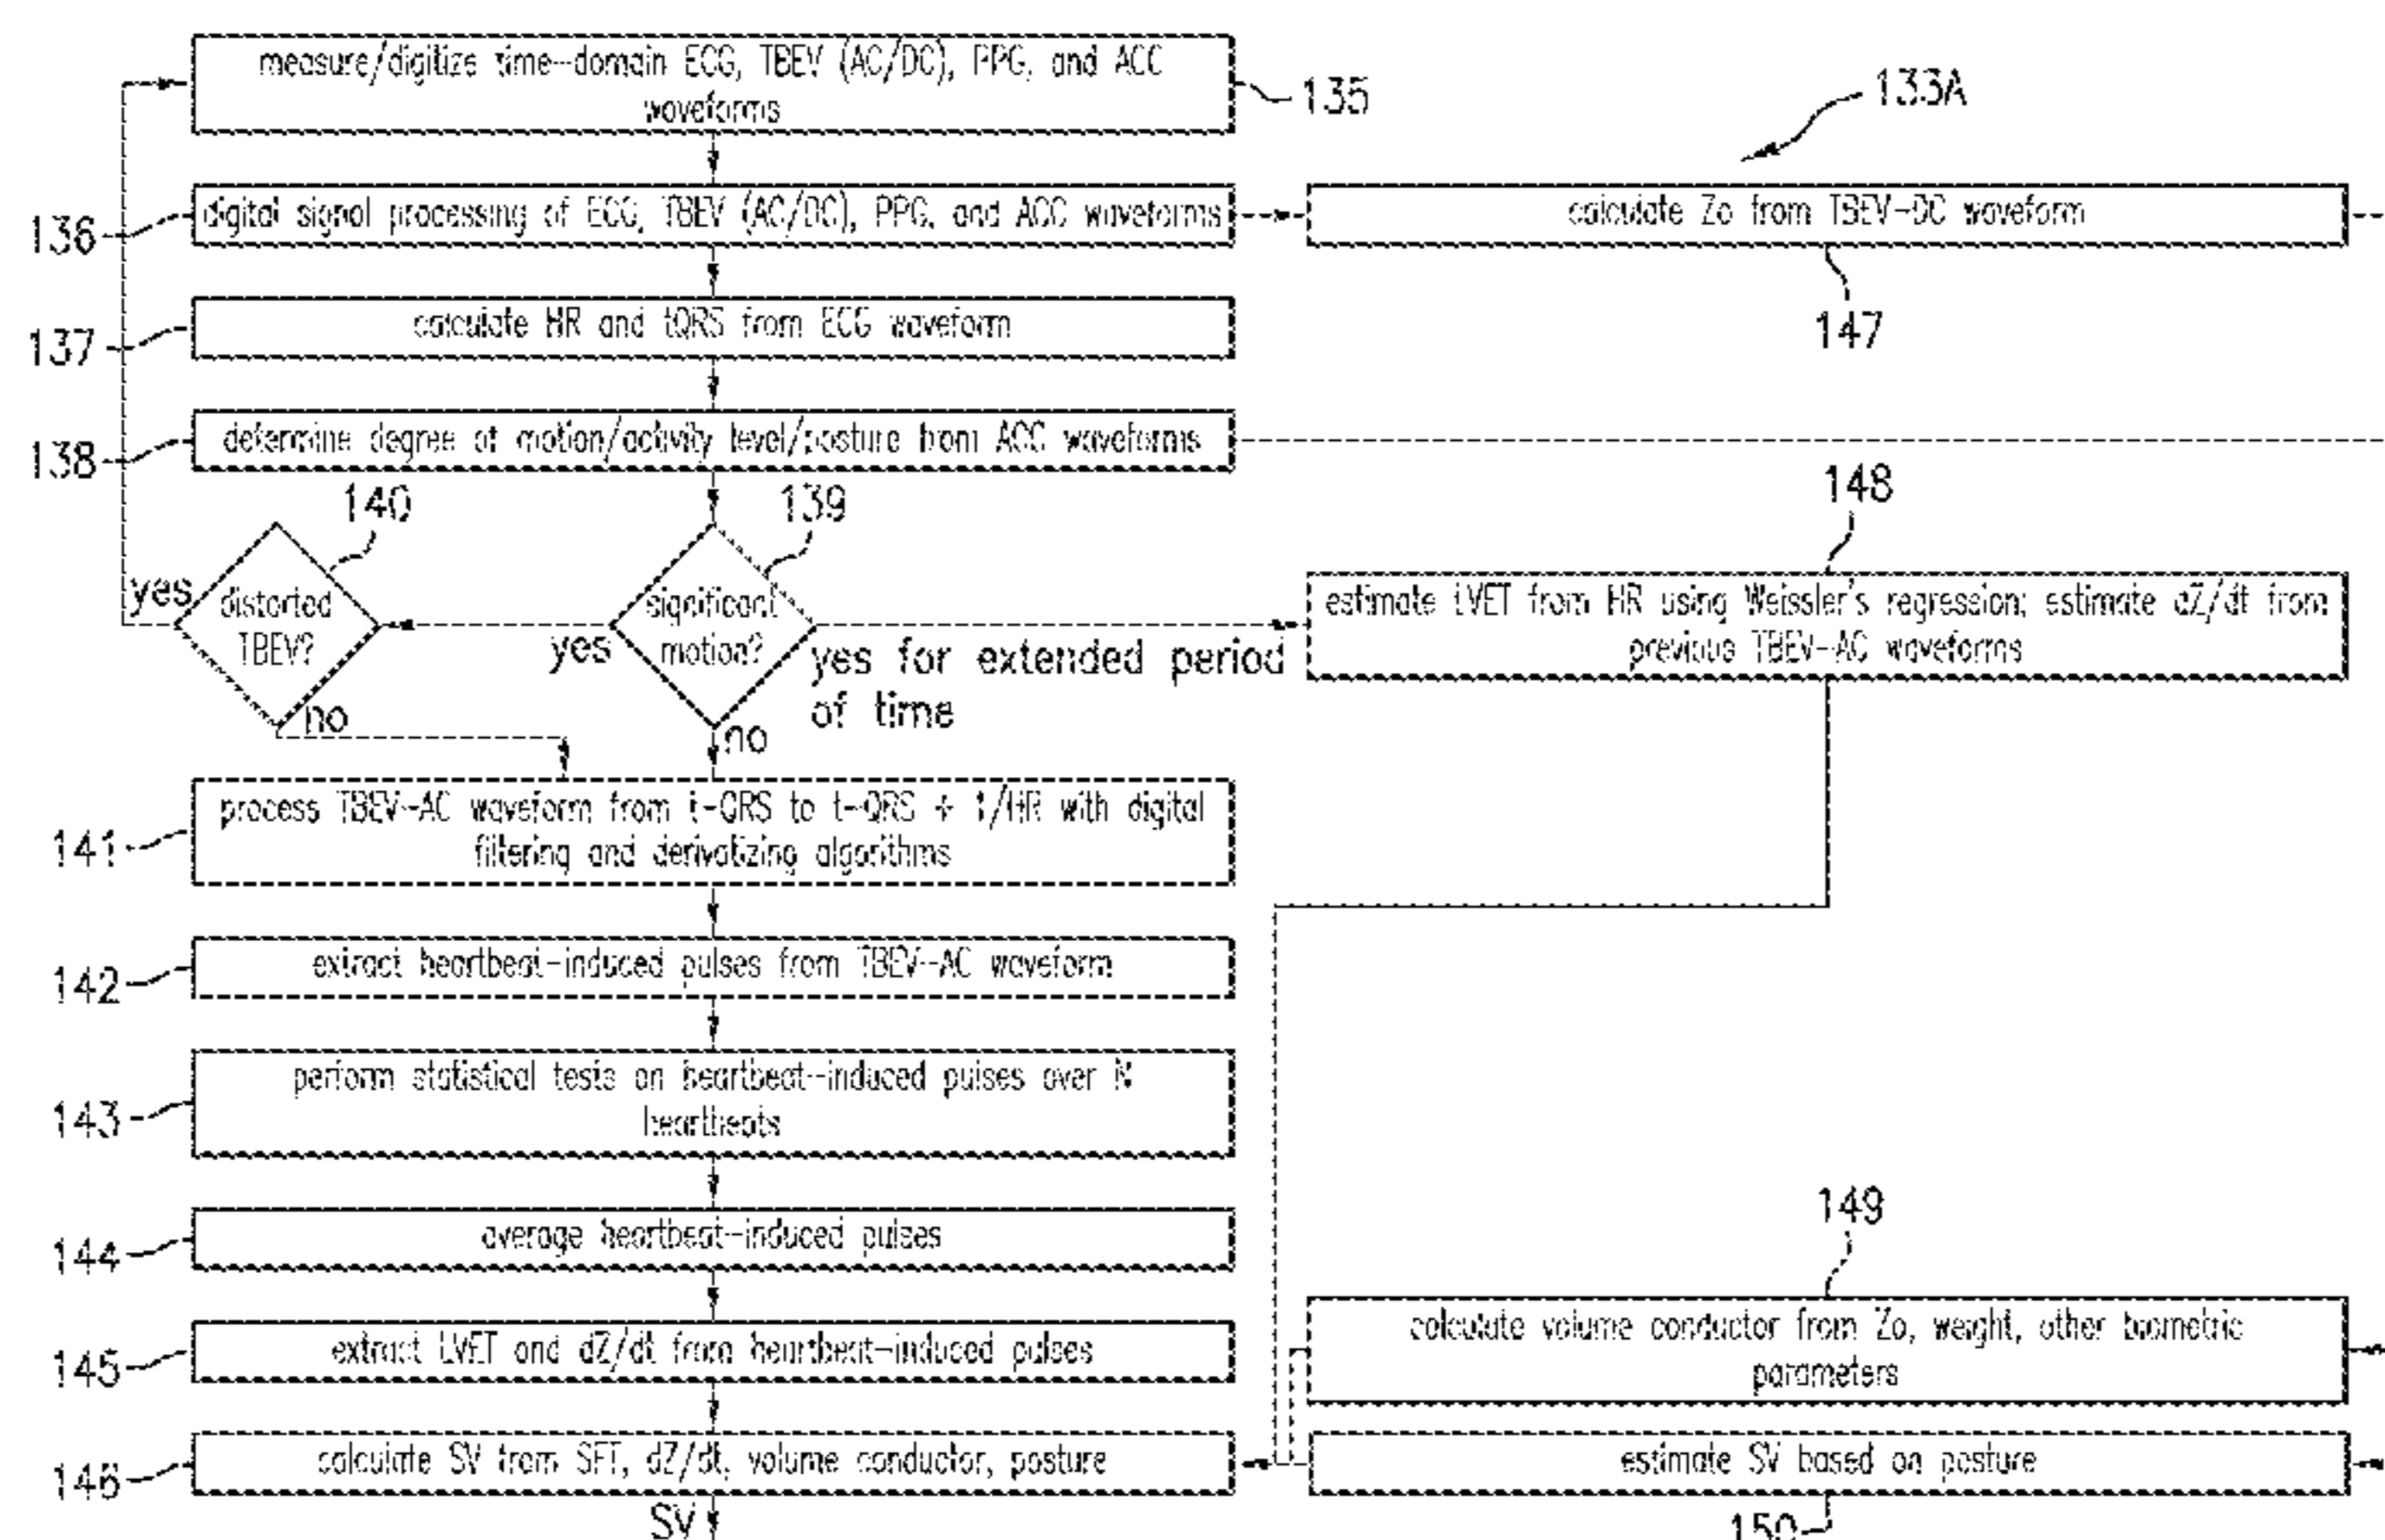 measure/digitize time-domain ECG, TBEV (AC/DC), PPG, and ACC
waveforms
135
133A
136
digital signal processing of ECG, TBEV (AC/DC), PPG, and ACC waveforms
calculate Zo from TBEV-DC waveform
147
137
calculate HR and tQRS from ECG waveform
138
determine degree of motion/activity level/posture from ACC waveforms
140
139
148
yes
distorted
TBEV?
no
yes
significant
motion?
no
yes for extended period
of time
estimate LVET from HR using Weissler's regression; estimate dZ/dt from
previous TBEV-AC waveforms
141
process TBEV-AC waveform from t-QRS to t-QRS + 1/HR with digital
filtering and derivatizing algorithms
142
extract heartbeat-induced pulses from TBEV-AC waveform
143
perform statistical tests on heartbeat-induced pulses over N
heartbeats
144
average heartbeat-induced pulses
149
145
extract LVET and dZ/dt from heartbeat-induced pulses
calculate volume conductor from Zo, weight, other biometric
parameters
146
calculate SV from SFT, dZ/dt, volume conductor, posture
estimate SV based on posture
SV
150